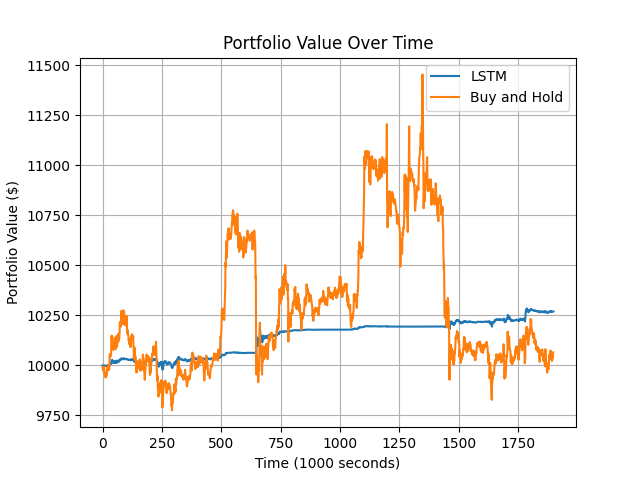 Portfolio Value Over Time
LSTM
Buy and Hold
Portfolio Value ($)
11500
11250
11000
10750
10500
10250
10000
9750
0 250 500 750 1000 1250 1500 1750
Time (1000 seconds)